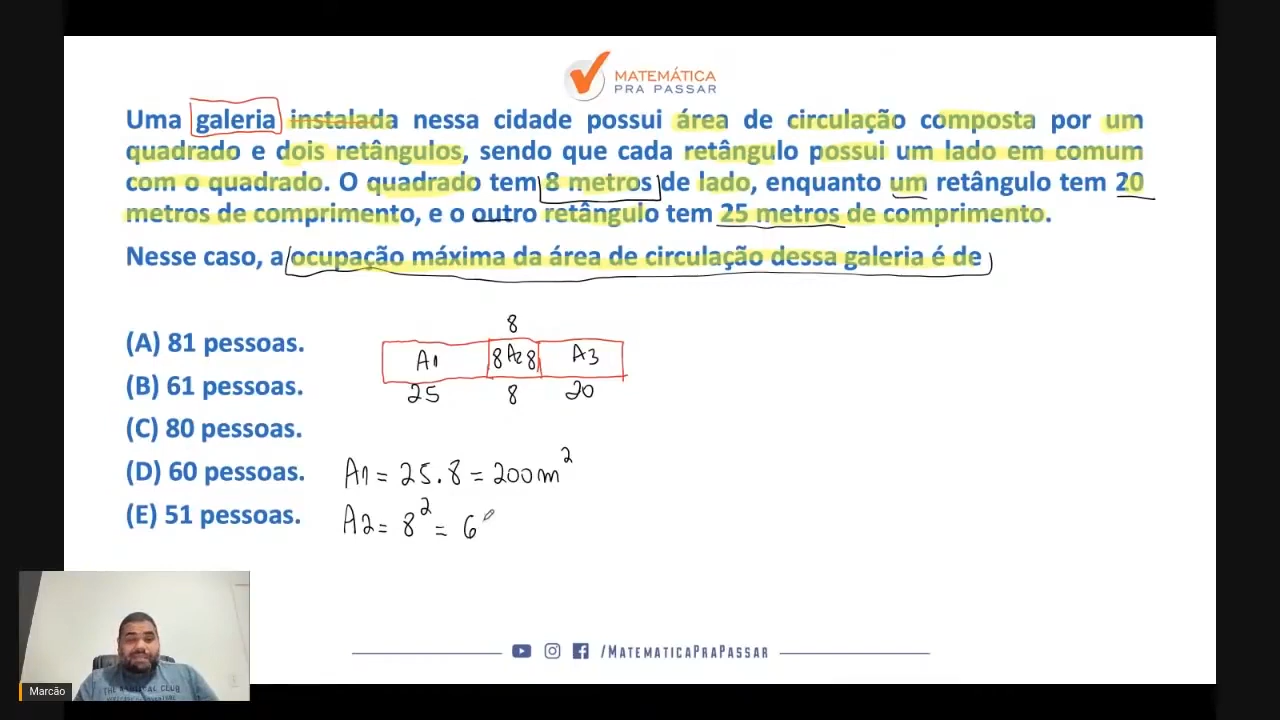 MATEMÁTICA
PRA PASSAR
Uma galeria instalada nessa cidade possui área de circulação composta por um
quadrado e dois retângulos, sendo que cada retângulo possui um lado em comum
com o quadrado. O quadrado tem 8 metros de lado, enquanto um retângulo tem 20
metros de comprimento, e o outro retângulo tem 25 metros de comprimento.
Nesse caso, a ocupação máxima da área de circulação dessa galeria é de
(A) 81 pessoas.
(B) 61 pessoas.
(C) 80 pessoas.
(D) 60 pessoas.
(E) 51 pessoas.
8
A1 8 A2 8 A3
25 8 20
A1 = 25.8 = 200m²
A2 = 8² = 6
/MATEMATICAPRAPASSAR
Marcão